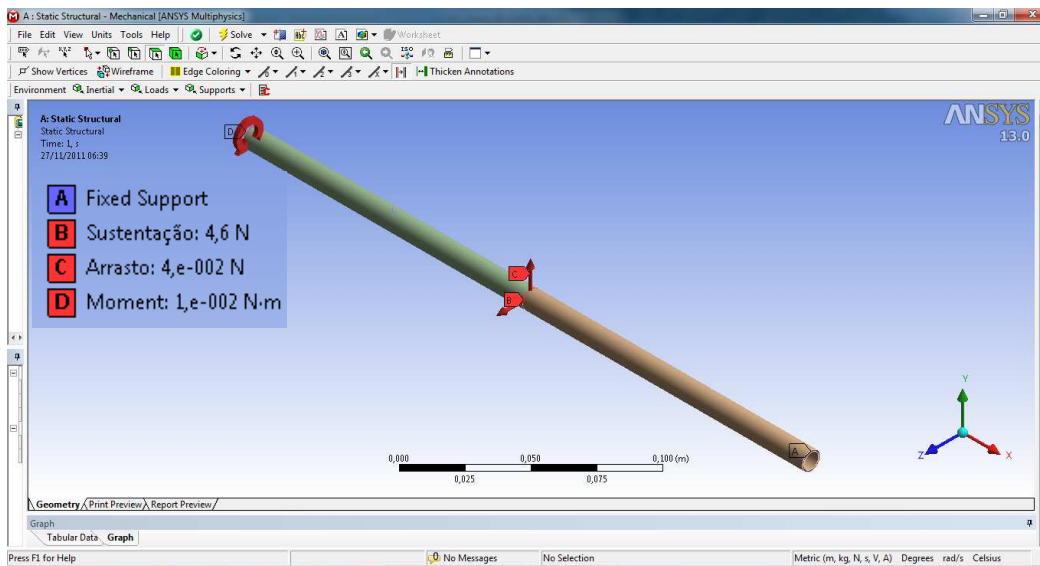 A : Static Structural - Mechanical [ANSYS Multiphysics]
File Edit View Units Tools Help Solve Worksheet
Show Vertices Wireframe Edge Coloring Thicken Annotations
Environment Inertial Loads Supports
A: Static Structural
Static Structural
Time: 1, s
27/11/2011 06:39
ANSYS
13.0
A Fixed Support
B Sustentação: 4,6 N
C Arrasto: 4,e-002 N
D Moment: 1,e-002 N·m
D
C
B
A
Y
Z X
0,000 0,050 0,100 (m)
0,025 0,075
Geometry Print Preview Report Preview
Graph
Tabular Data Graph
Press F1 for Help 0 No Messages No Selection Metric (m, kg, N, s, V, A) Degrees rad/s Celsius